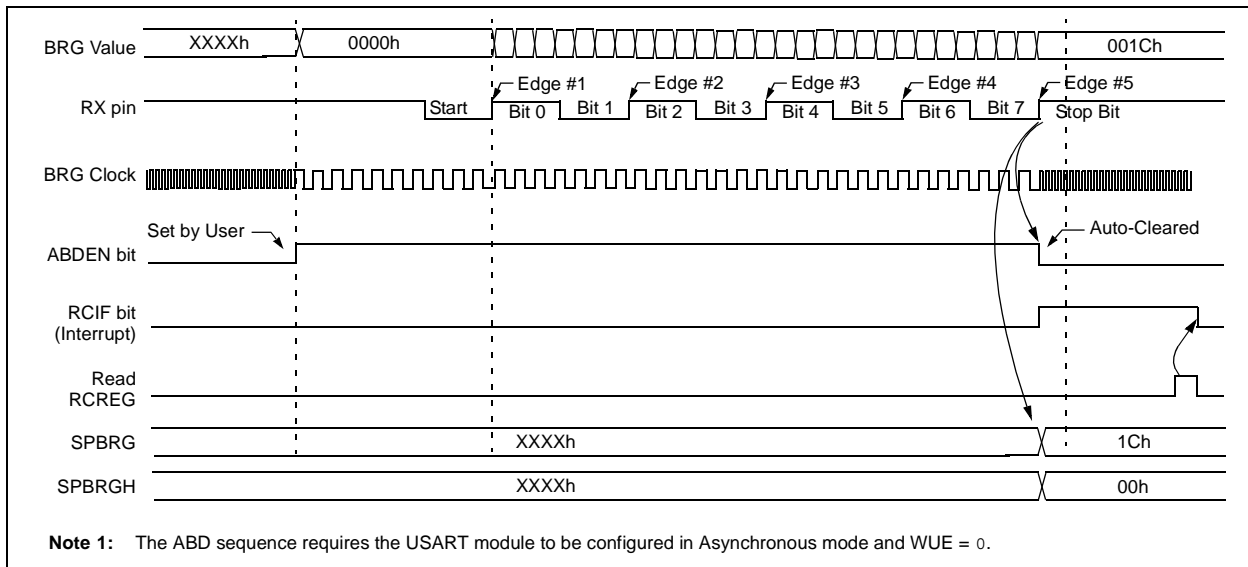 BRG Value XXXXh 0000h 001Ch
Edge #1 Edge #2 Edge #3 Edge #4 Edge #5
RX pin Start Bit 0 Bit 1 Bit 2 Bit 3 Bit 4 Bit 5 Bit 6 Bit 7 Stop Bit
BRG Clock
Set by User Auto-Cleared
ABDEN bit
RCIF bit
(Interrupt)
Read
RCREG
SPBRG XXXXh 1Ch
SPBRGH XXXXh 00h
Note 1: The ABD sequence requires the USART module to be configured in Asynchronous mode and WUE = 0.